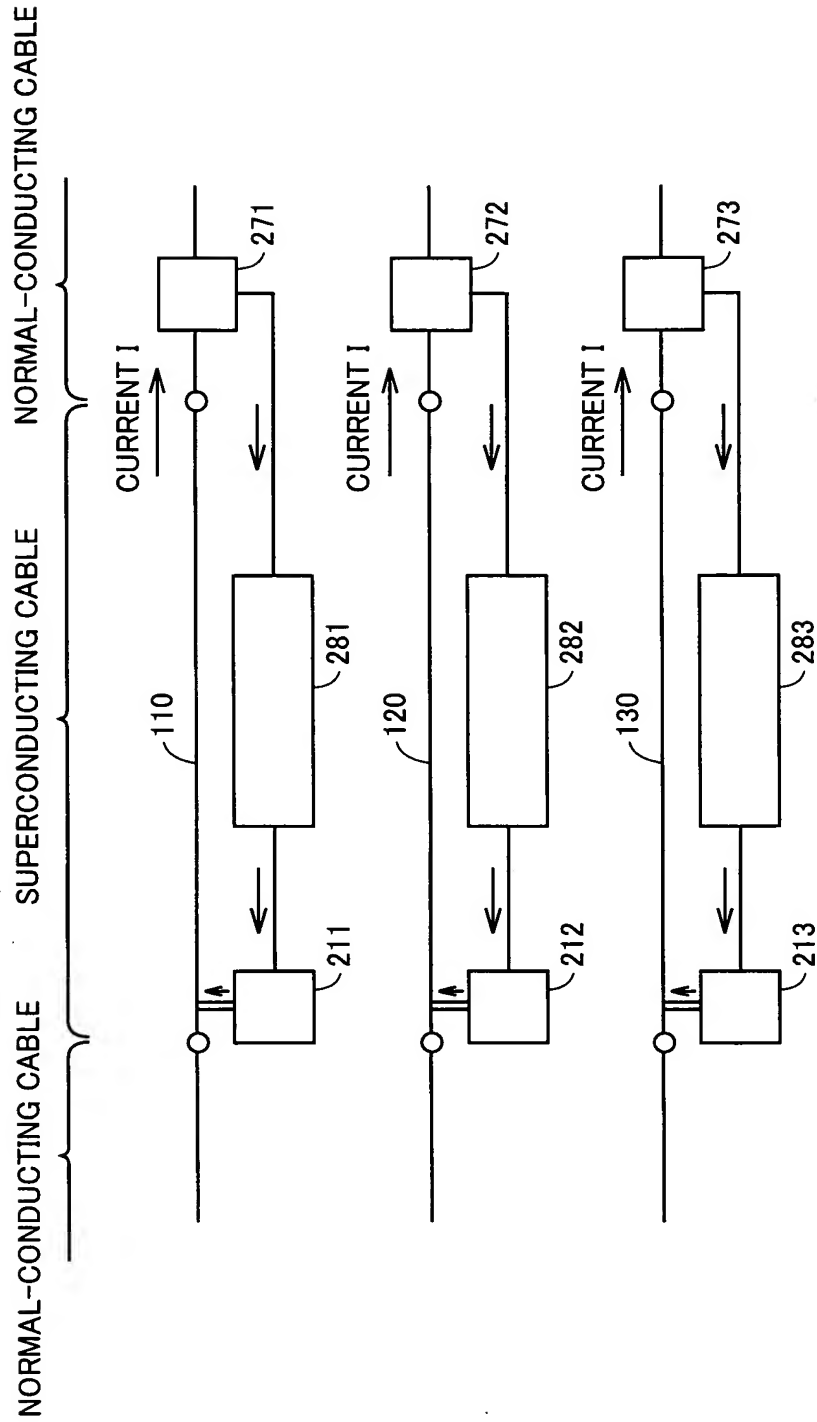 NORMAL-CONDUCTING CABLE
SUPERCONDUCTING CABLE
NORMAL-CONDUCTING CABLE
110
CURRENT I
271
281
211
120
CURRENT I
272
282
212
130
CURRENT I
273
283
213